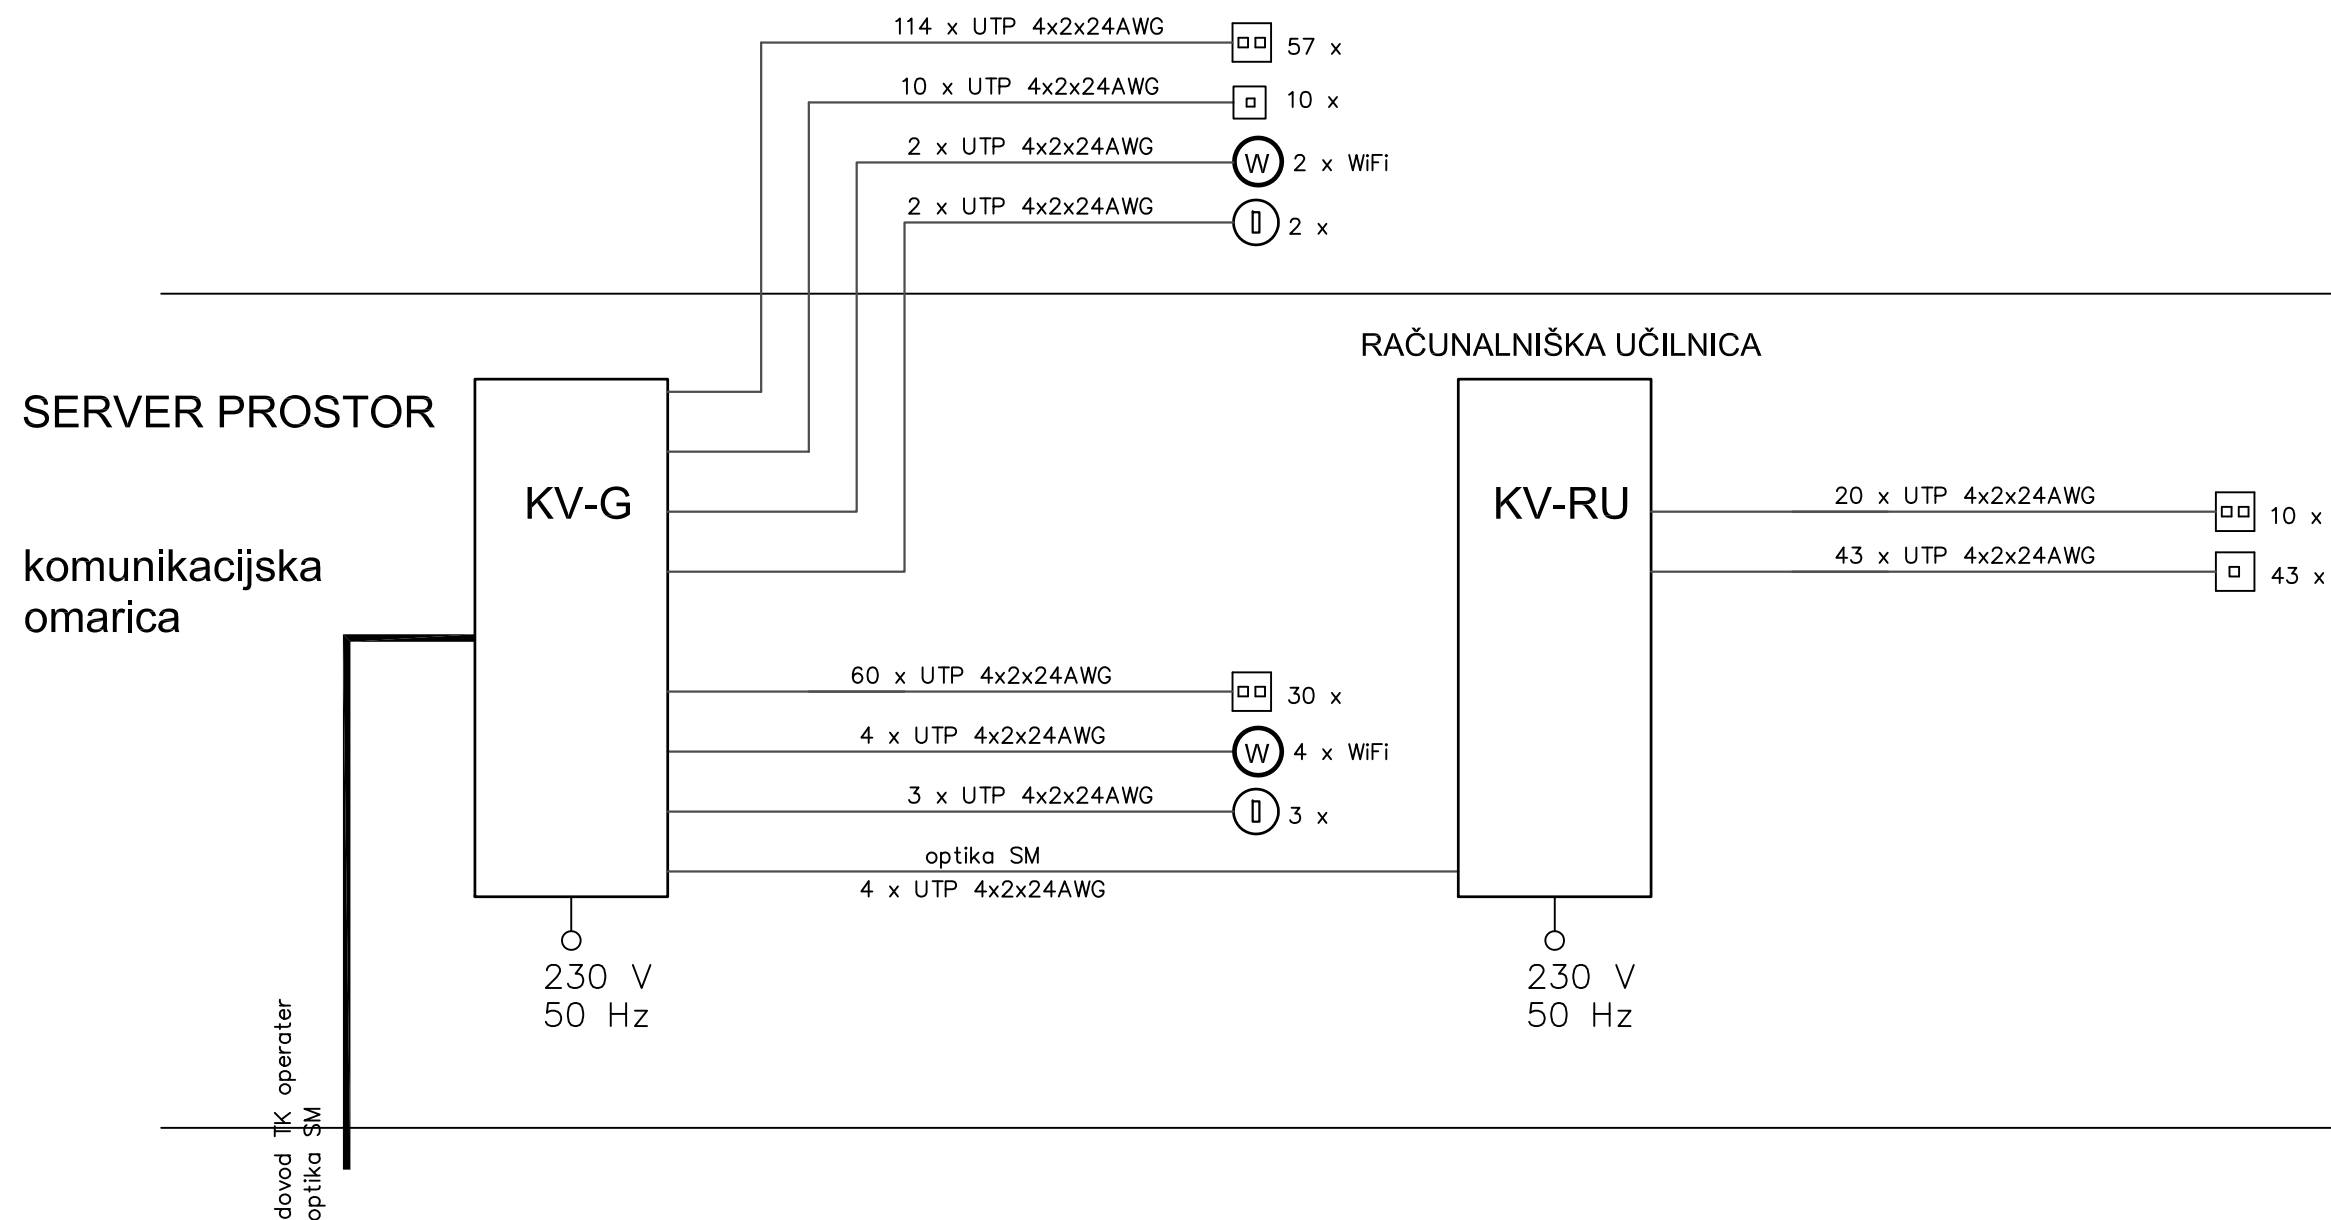 114 x UTP 4x2x24AWG
57 x
10 x UTP 4x2x24AWG
10 x
2 x UTP 4x2x24AWG
W
2 x WiFi
2 x UTP 4x2x24AWG
2 x
RAČUNALNIŠKA UČILNICA
SERVER PROSTOR
KV-G
KV-RU
20 x UTP 4x2x24AWG
10 x
43 x UTP 4x2x24AWG
43 x
komunikacijska
omarica
60 x UTP 4x2x24AWG
30 x
4 x UTP 4x2x24AWG
W
4 x WiFi
3 x UTP 4x2x24AWG
3 x
optika SM
4 x UTP 4x2x24AWG
230 V
50 Hz
230 V
50 Hz
dovod TK operater
optika SM